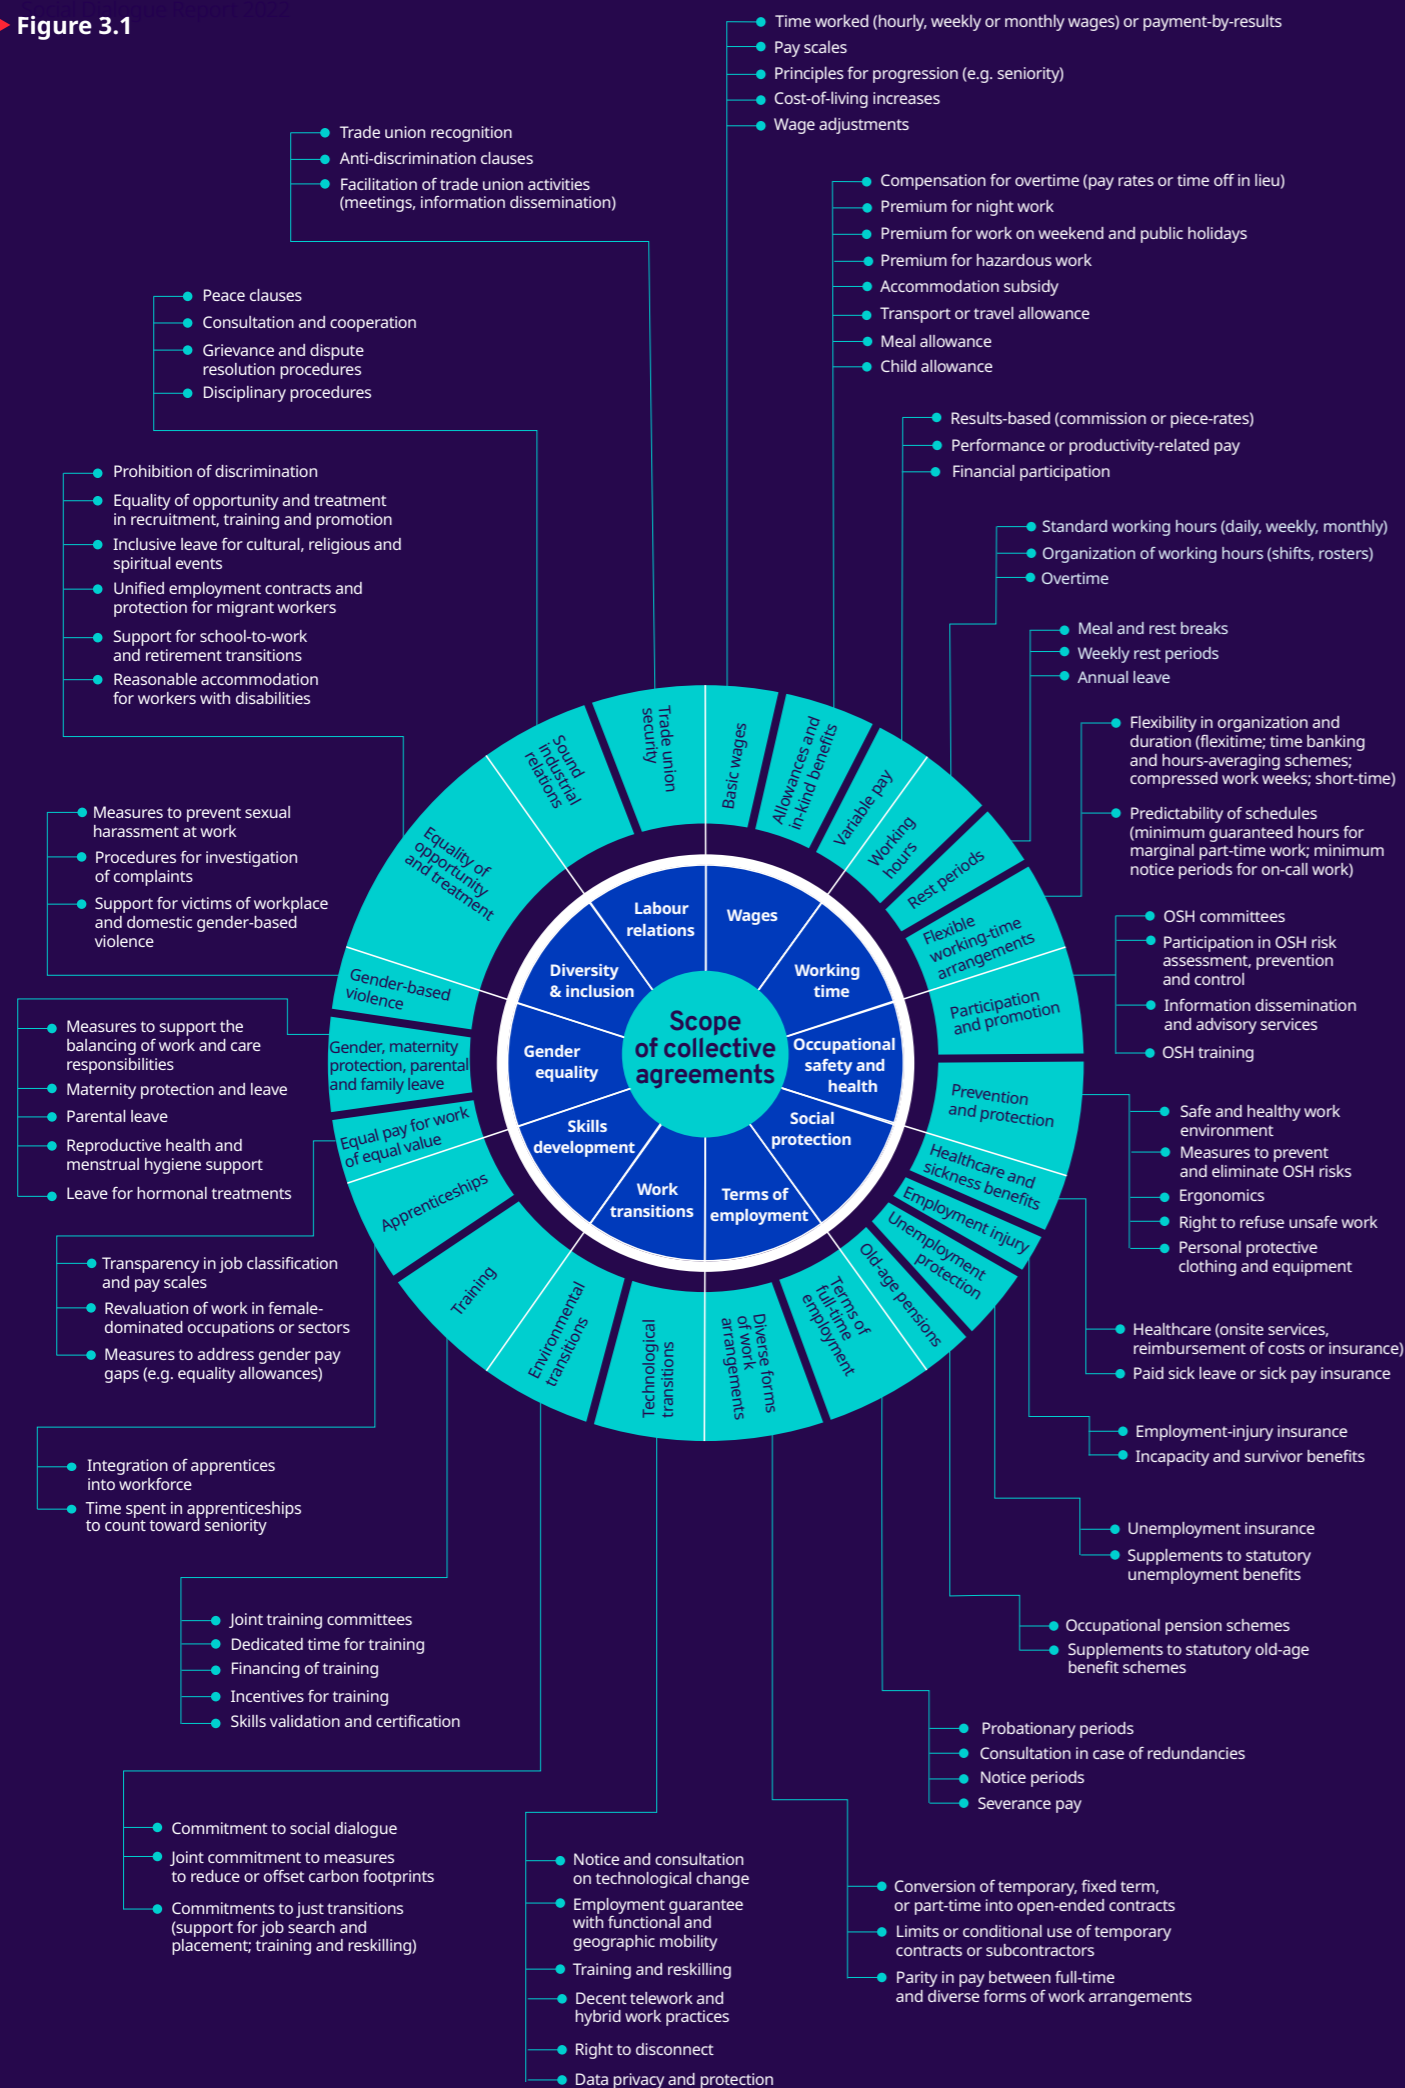 Social Dialogue Report 2022
Figure 3.1
Time worked (hourly, weekly or monthly wages) or payment-by-results
Pay scales
Principles for progression (e.g. seniority)
Cost-of-living increases
Wage adjustments
Trade union recognition
Anti-discrimination clauses
Facilitation of trade union activities
(meetings, information dissemination)
Compensation for overtime (pay rates or time off in lieu)
Premium for night work
Premium for work on weekend and public holidays
Premium for hazardous work
Accommodation subsidy
Transport or travel allowance
Meal allowance
Child allowance
Peace clauses
Consultation and cooperation
Grievance and dispute
resolution procedures
Disciplinary procedures
Results-based (commission or piece-rates)
Performance or productivity-related pay
Financial participation
Prohibition of discrimination
Equality of opportunity and treatment
in recruitment, training and promotion
Inclusive leave for cultural, religious and
spiritual events
Unified employment contracts and
protection for migrant workers
Support for school-to-work
and retirement transitions
Reasonable accommodation
for workers with disabilities
Standard working hours (daily, weekly, monthly)
Organization of working hours (shifts, rosters)
Overtime
Meal and rest breaks
Weekly rest periods
Annual leave
Flexibility in organization and
duration (flexitime; time banking
and hours-averaging schemes;
compressed work weeks; short-time)
Predictability of schedules
(minimum guaranteed hours for
marginal part-time work; minimum
notice periods for on-call work)
Measures to prevent sexual
harassment at work
Procedures for investigation
of complaints
Support for victims of workplace
and domestic gender-based
violence
OSH committees
Participation in OSH risk
assessment, prevention
and control
Information dissemination
and advisory services
OSH training
Measures to support the
balancing of work and care
responsibilities
Maternity protection and leave
Parental leave
Reproductive health and
menstrual hygiene support
Leave for hormonal treatments
Safe and healthy work
environment
Measures to prevent
and eliminate OSH risks
Ergonomics
Right to refuse unsafe work
Personal protective
clothing and equipment
Trade union
security
Basic wages
Allowances and
in-kind benefits
Variable pay
Working
hours
Rest periods
Flexible
working-time
arrangements
Participation
and promotion
Prevention
and protection
Healthcare and
sickness benefits
Employment injury
Unemployment
protection
Old-age pensions
Terms of
full-time
employment
Diverse forms
of work
arrangements
Technological
transitions
Environmental
transitions
Training
Apprenticeships
Equal pay for work
of equal value
Gender, maternity
protection, parental
and family leave
Gender-based
violence
Equality of
opportunity
and treatment
Sound
industrial
relations
Labour
relations
Wages
Working
time
Occupational
safety and
health
Social
protection
Terms of
employment
Work
transitions
Skills
development
Gender
equality
Diversity
& inclusion
Scope
of collective
agreements
Transparency in job classification
and pay scales
Revaluation of work in female-
dominated occupations or sectors
Measures to address gender pay
gaps (e.g. equality allowances)
Healthcare (onsite services,
reimbursement of costs or insurance)
Paid sick leave or sick pay insurance
Employment-injury insurance
Incapacity and survivor benefits
Integration of apprentices
into workforce
Time spent in apprenticeships
to count toward seniority
Unemployment insurance
Supplements to statutory
unemployment benefits
Joint training committees
Dedicated time for training
Financing of training
Incentives for training
Skills validation and certification
Occupational pension schemes
Supplements to statutory old-age
benefit schemes
Probationary periods
Consultation in case of redundancies
Notice periods
Severance pay
Commitment to social dialogue
Joint commitment to measures
to reduce or offset carbon footprints
Commitments to just transitions
(support for job search and
placement; training and reskilling)
Notice and consultation
on technological change
Employment guarantee
with functional and
geographic mobility
Training and reskilling
Decent telework and
hybrid work practices
Right to disconnect
Data privacy and protection
Conversion of temporary, fixed term,
or part-time into open-ended contracts
Limits or conditional use of temporary
contracts or subcontractors
Parity in pay between full-time
and diverse forms of work arrangements